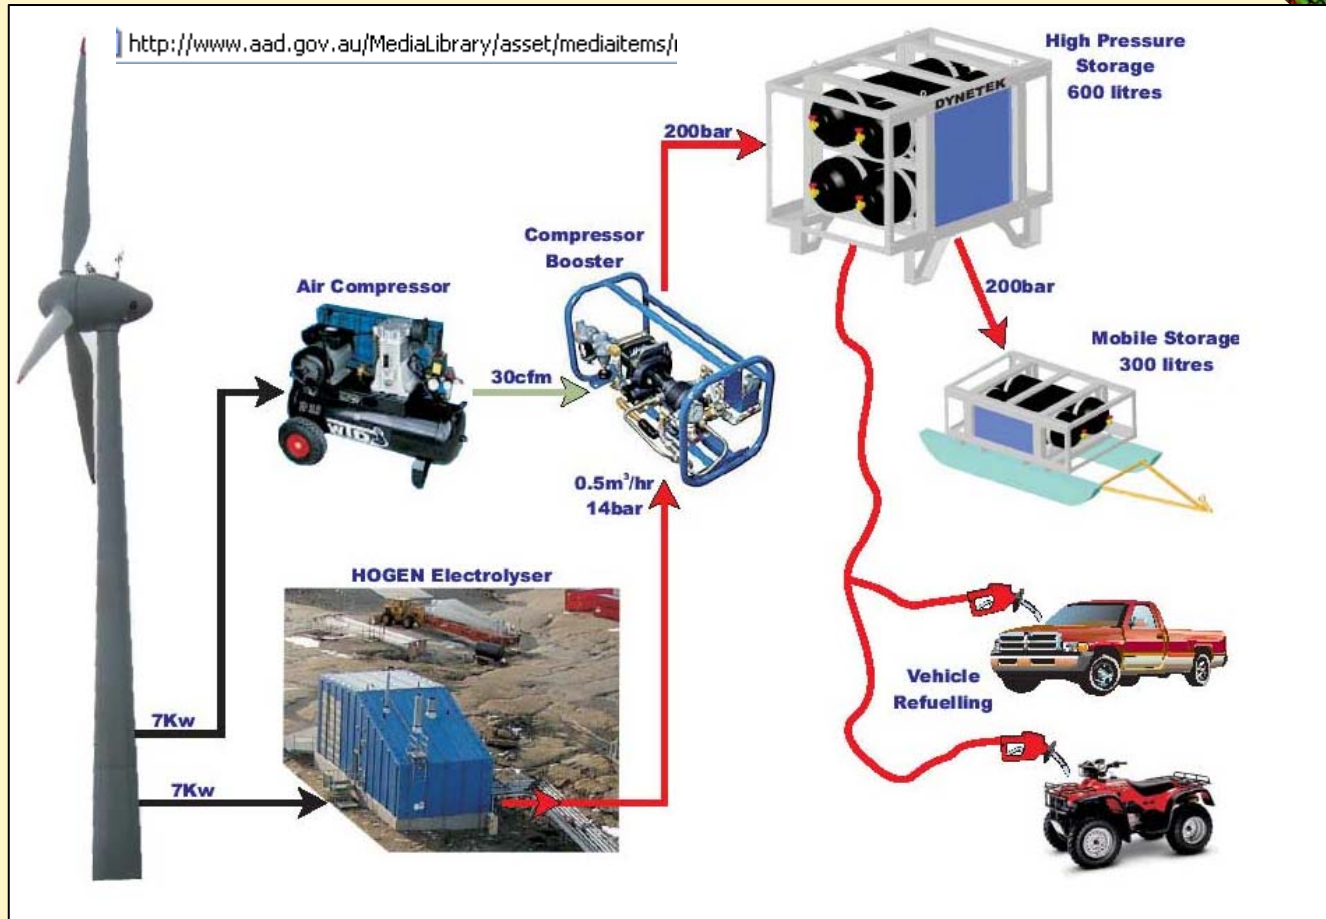 http://www.aad.gov.au/MediaLibrary/asset/mediaitems/
High Pressure
Storage
600 litres
DYNETEK
200bar
Compressor
Booster
Air Compressor
200bar
Mobile Storage
300 litres
30cfm
0.5m³/hr
14bar
HOGEN Electrolyser
Vehicle
Refuelling
7Kw
7Kw